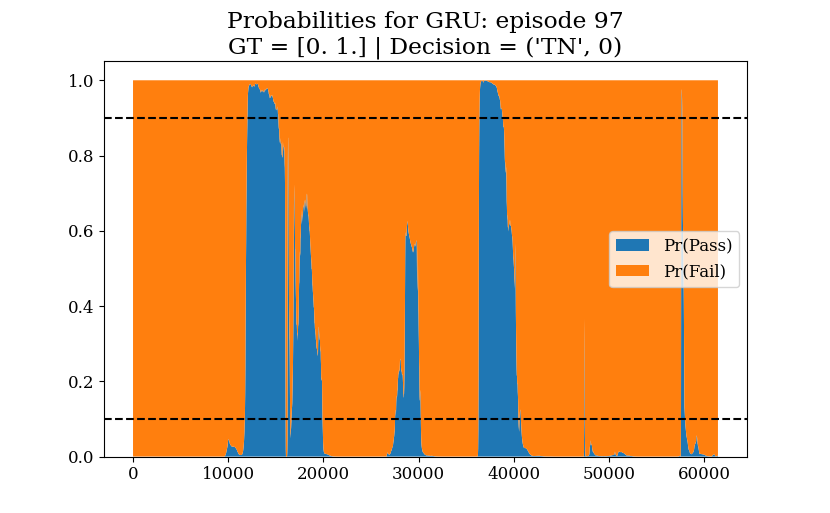 Probabilities for GRU: episode 97
GT = [0. 1.] | Decision = ('TN', 0)
1.0
0.8
0.6
0.4
0.2
0.0
Pr(Pass)
Pr(Fail)
0 10000 20000 30000 40000 50000 60000